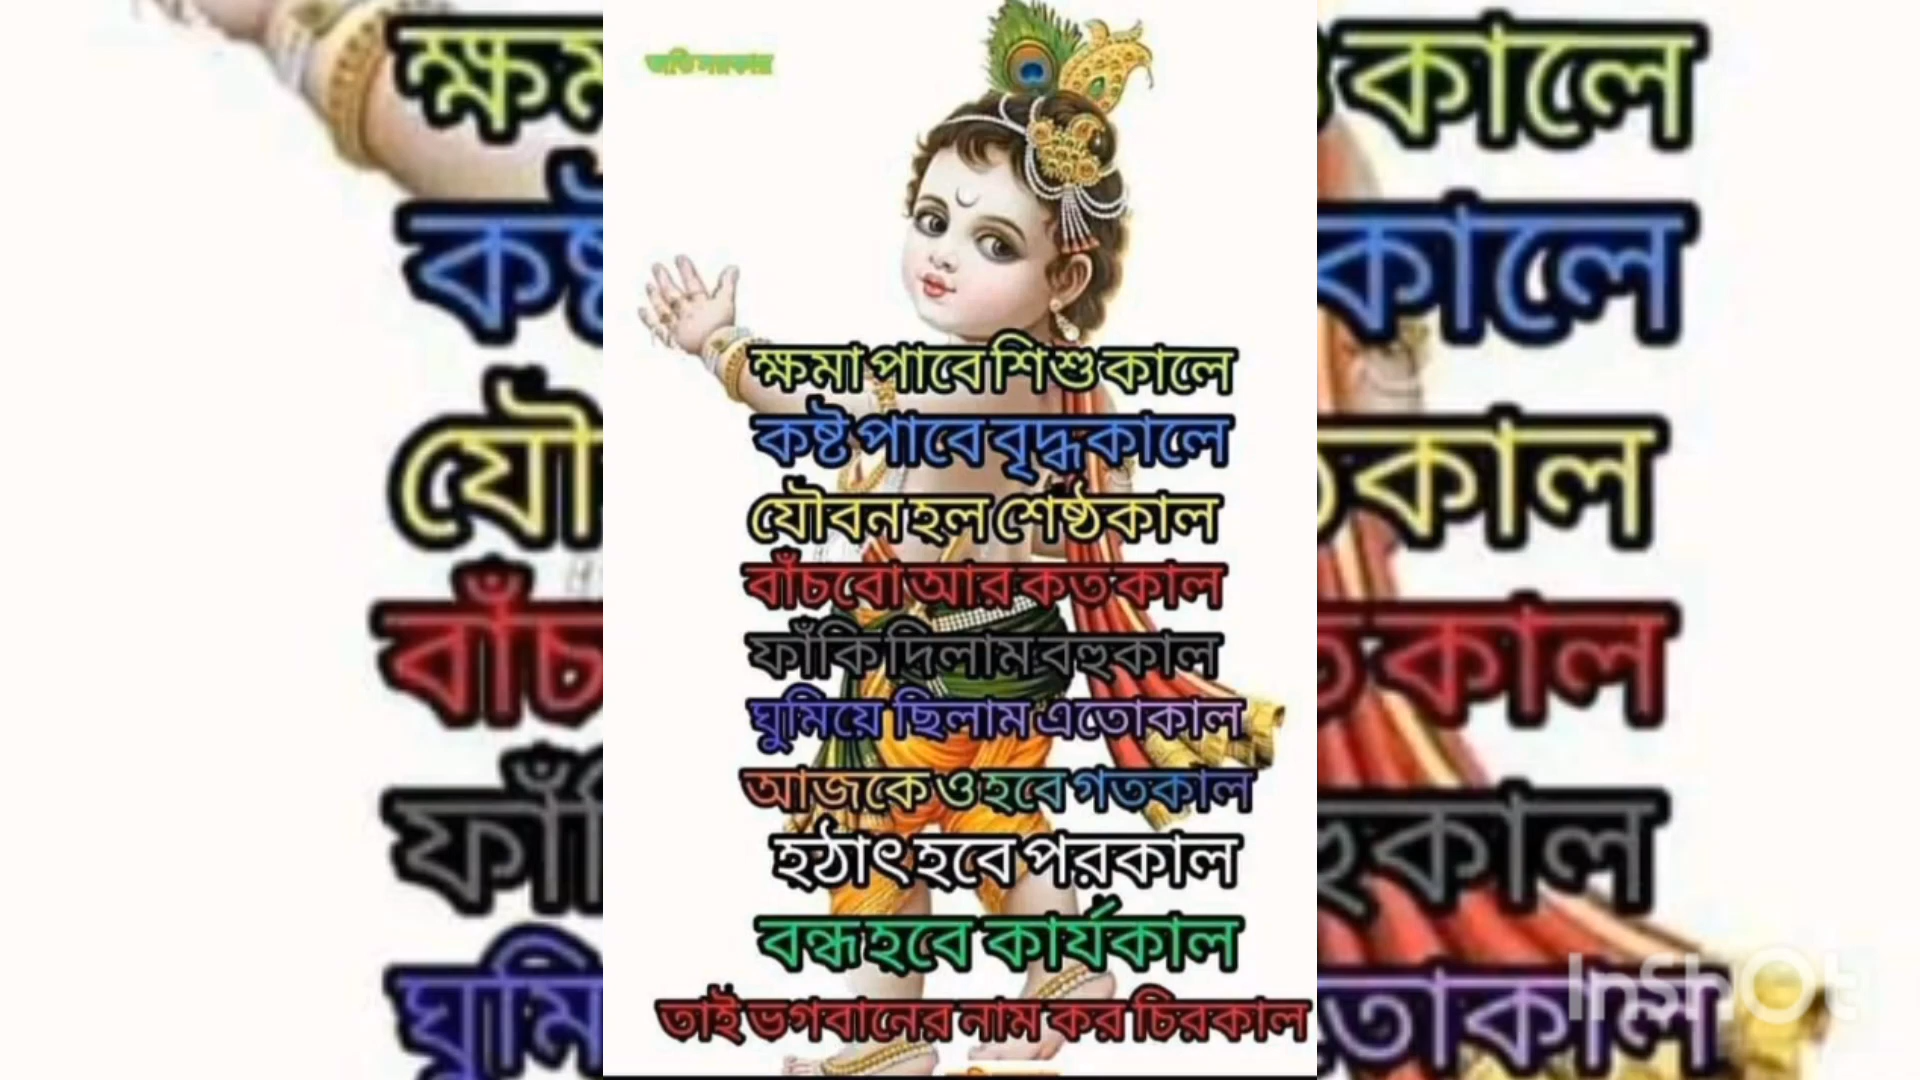 ক্ষমা পাবে শিশু কালে
কষ্ট পাবে বৃদ্ধকালে
যৌবন হল শেষ্ঠকাল
বাঁচবো আর কত কাল
ফাঁকি দিলাম বহুকাল
ঘুমিয়ে ছিলাম এতোকাল
আজকে ও হবে গতকাল
হঠাৎ হবে পরকাল
বন্ধ হবে কার্যকাল
তাই ভগবানের নাম কর চিরকাল
InShOt